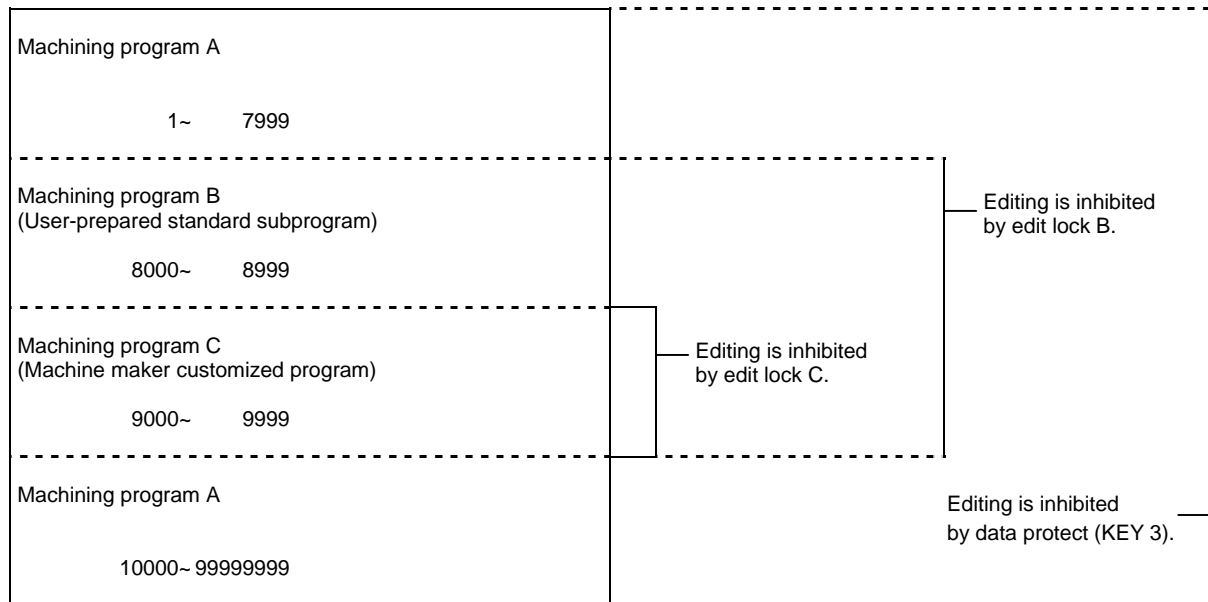 Machining program A
1~ 7999
Machining program B
(User-prepared standard subprogram)
8000~ 8999
Editing is inhibited
by edit lock B.
Machining program C
(Machine maker customized program)
9000~ 9999
Editing is inhibited
by edit lock C.
Machining program A
10000~ 99999999
Editing is inhibited
by data protect (KEY 3).